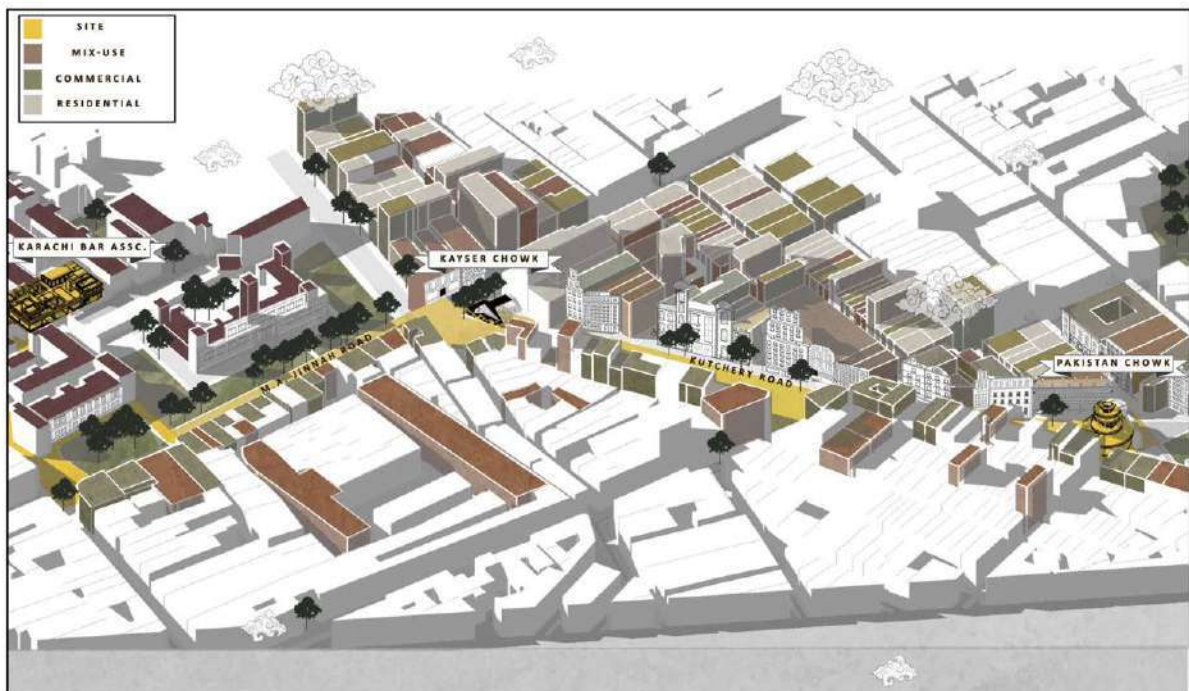 SITE
MIX-USE
COMMERCIAL
RESIDENTIAL
KARACHI BAR ASSC.
KAYSER CHOWK
M.A. JINNAH ROAD
KUTCHERY ROAD
PAKISTAN CHOWK